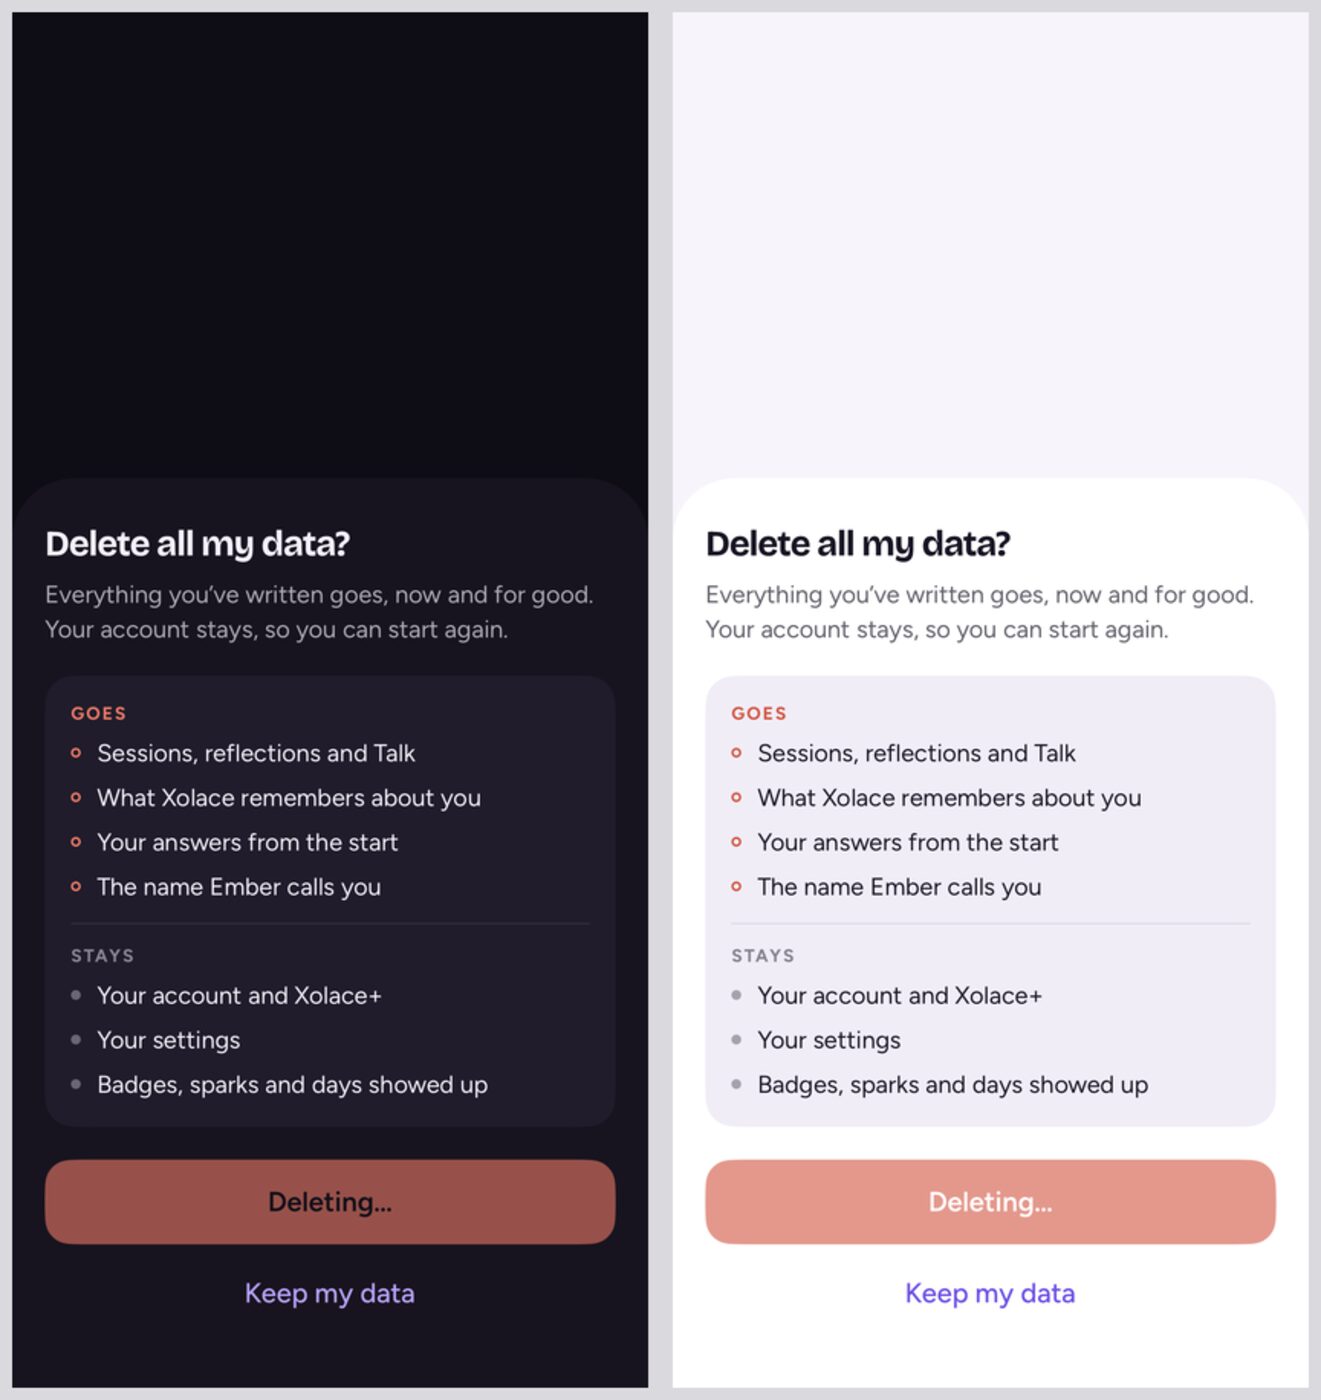 Delete all my data?
Everything you’ve written goes, now and for good.
Your account stays, so you can start again.
GOES
Sessions, reflections and Talk
What Xolace remembers about you
Your answers from the start
The name Ember calls you
STAYS
Your account and Xolace+
Your settings
Badges, sparks and days showed up
Deleting...
Keep my data
Delete all my data?
Everything you’ve written goes, now and for good.
Your account stays, so you can start again.
GOES
Sessions, reflections and Talk
What Xolace remembers about you
Your answers from the start
The name Ember calls you
STAYS
Your account and Xolace+
Your settings
Badges, sparks and days showed up
Deleting...
Keep my data